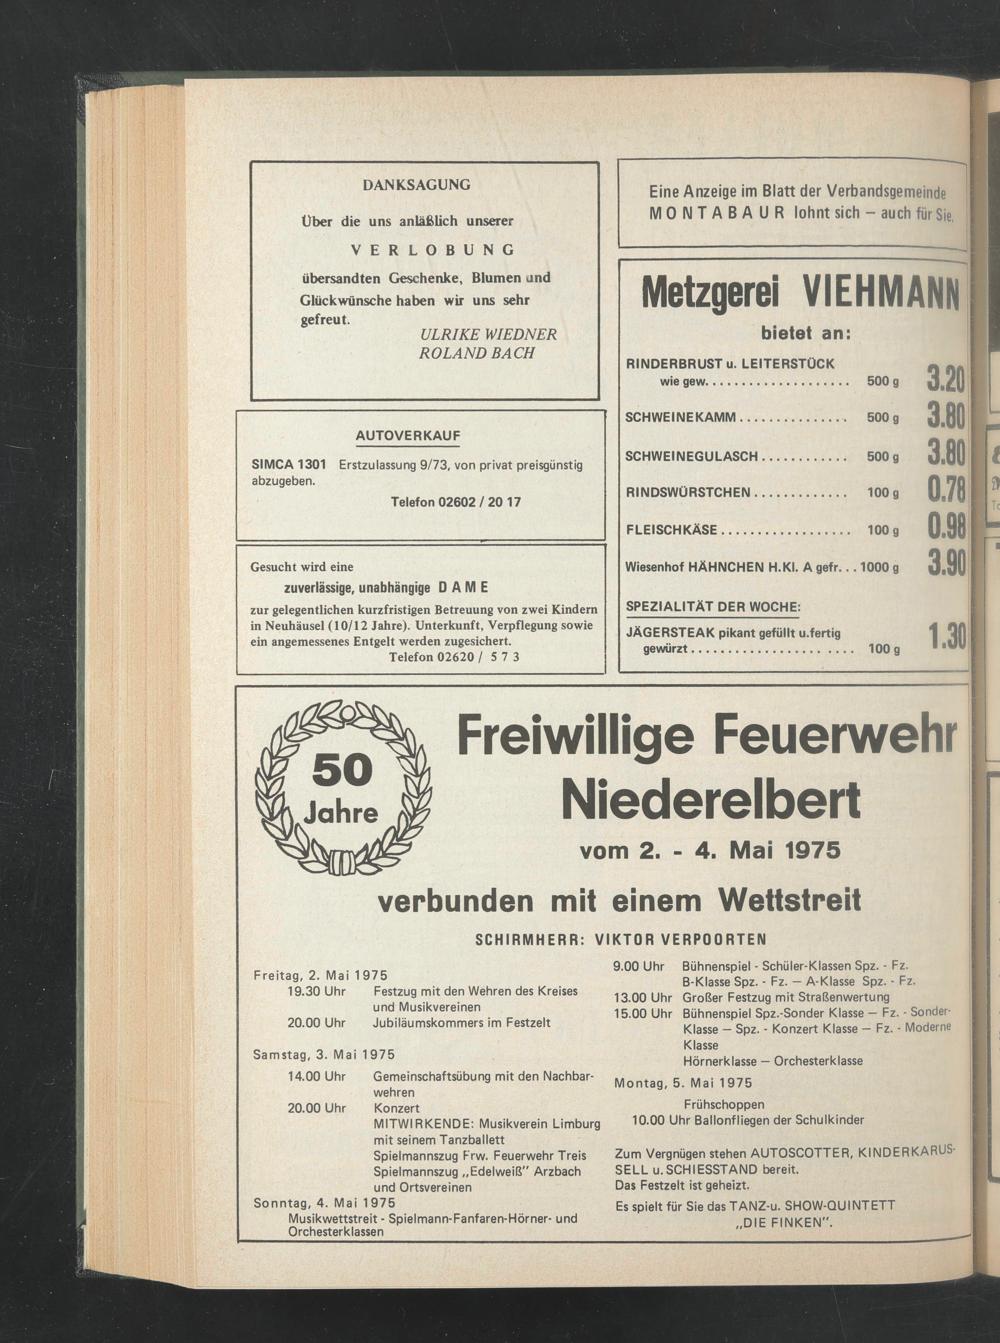 DANKSAGUNG
Über die uns anläßlich unserer
VERLOBUNG
übersandten Geschenke, Blumen und
Glückwünsche haben wir uns sehr
gefreut.
ULRIKE WIEDNER
ROLAND BACH
AUTOVERKAUF
SIMCA 1301 Erstzulassung 9/73, von privat preisgünstig
abzugeben.
Telefon 02602 / 20 17
Gesucht wird eine
zuverlässige, unabhängige DAME
zur gelegentlichen kurzfristigen Betreuung von zwei Kindern
in Neuhäusel (10/12 Jahre). Unterkunft, Verpflegung sowie
ein angemessenes Entgelt werden zugesichert.
Telefon 02620 / 5 7 3
Eine Anzeige im Blatt der Verbandsgemeinde
MONTABAUR lohnt sich – auch für Sie.
Metzgerei VIEHMANN
bietet an:
RINDERBRUST u. LEITERSTÜCK
wie gew. . . . . . . . . . . . . . . . . . . . 500 g 3.20
SCHWEINEKAMM . . . . . . . . . . . . . . 500 g 3.80
SCHWEINEGULASCH . . . . . . . . . . . . 500 g 3.80
RINDSWÜRSTCHEN . . . . . . . . . . . . . 100 g 0.78
FLEISCHKÄSE . . . . . . . . . . . . . . . . . . 100 g 0.98
Wiesenhof HÄHNCHEN H.Kl. A gefr. . . 1000 g 3.90
SPEZIALITÄT DER WOCHE:
JÄGERSTEAK pikant gefüllt u.fertig
gewürzt . . . . . . . . . . . . . . . . . . . . . . . 100 g 1.30
50
Jahre
Freiwillige Feuerwehr
Niederelbert
vom 2. - 4. Mai 1975
verbunden mit einem Wettstreit
SCHIRMHERR: VIKTOR VERPOORTEN
Freitag, 2. Mai 1975
19.30 Uhr Festzug mit den Wehren des Kreises
und Musikvereinen
20.00 Uhr Jubiläumskommers im Festzelt
Samstag, 3. Mai 1975
14.00 Uhr Gemeinschaftsübung mit den Nachbar-
wehren
20.00 Uhr Konzert
MITWIRKENDE: Musikverein Limburg
mit seinem Tanzballett
Spielmannszug Frw. Feuerwehr Treis
Spielmannszug „Edelweiß" Arzbach
und Ortsvereinen
Sonntag, 4. Mai 1975
Musikwettstreit - Spielmann-Fanfaren-Hörner- und
Orchesterklassen
9.00 Uhr Bühnenspiel - Schüler-Klassen Spz. - Fz.
B-Klasse Spz. - Fz. – A-Klasse Spz. - Fz.
13.00 Uhr Großer Festzug mit Straßenwertung
15.00 Uhr Bühnenspiel Spz.-Sonder Klasse – Fz. - Sonder-
Klasse – Spz. - Konzert Klasse – Fz. - Moderne
Klasse
Hörnerklasse – Orchesterklasse
Montag, 5. Mai 1975
Frühschoppen
10.00 Uhr Ballonfliegen der Schulkinder
Zum Vergnügen stehen AUTOSCOTTER, KINDERKARUS-
SELL u. SCHIESSTAND bereit.
Das Festzelt ist geheizt.
Es spielt für Sie das TANZ-u. SHOW-QUINTETT
„DIE FINKEN".